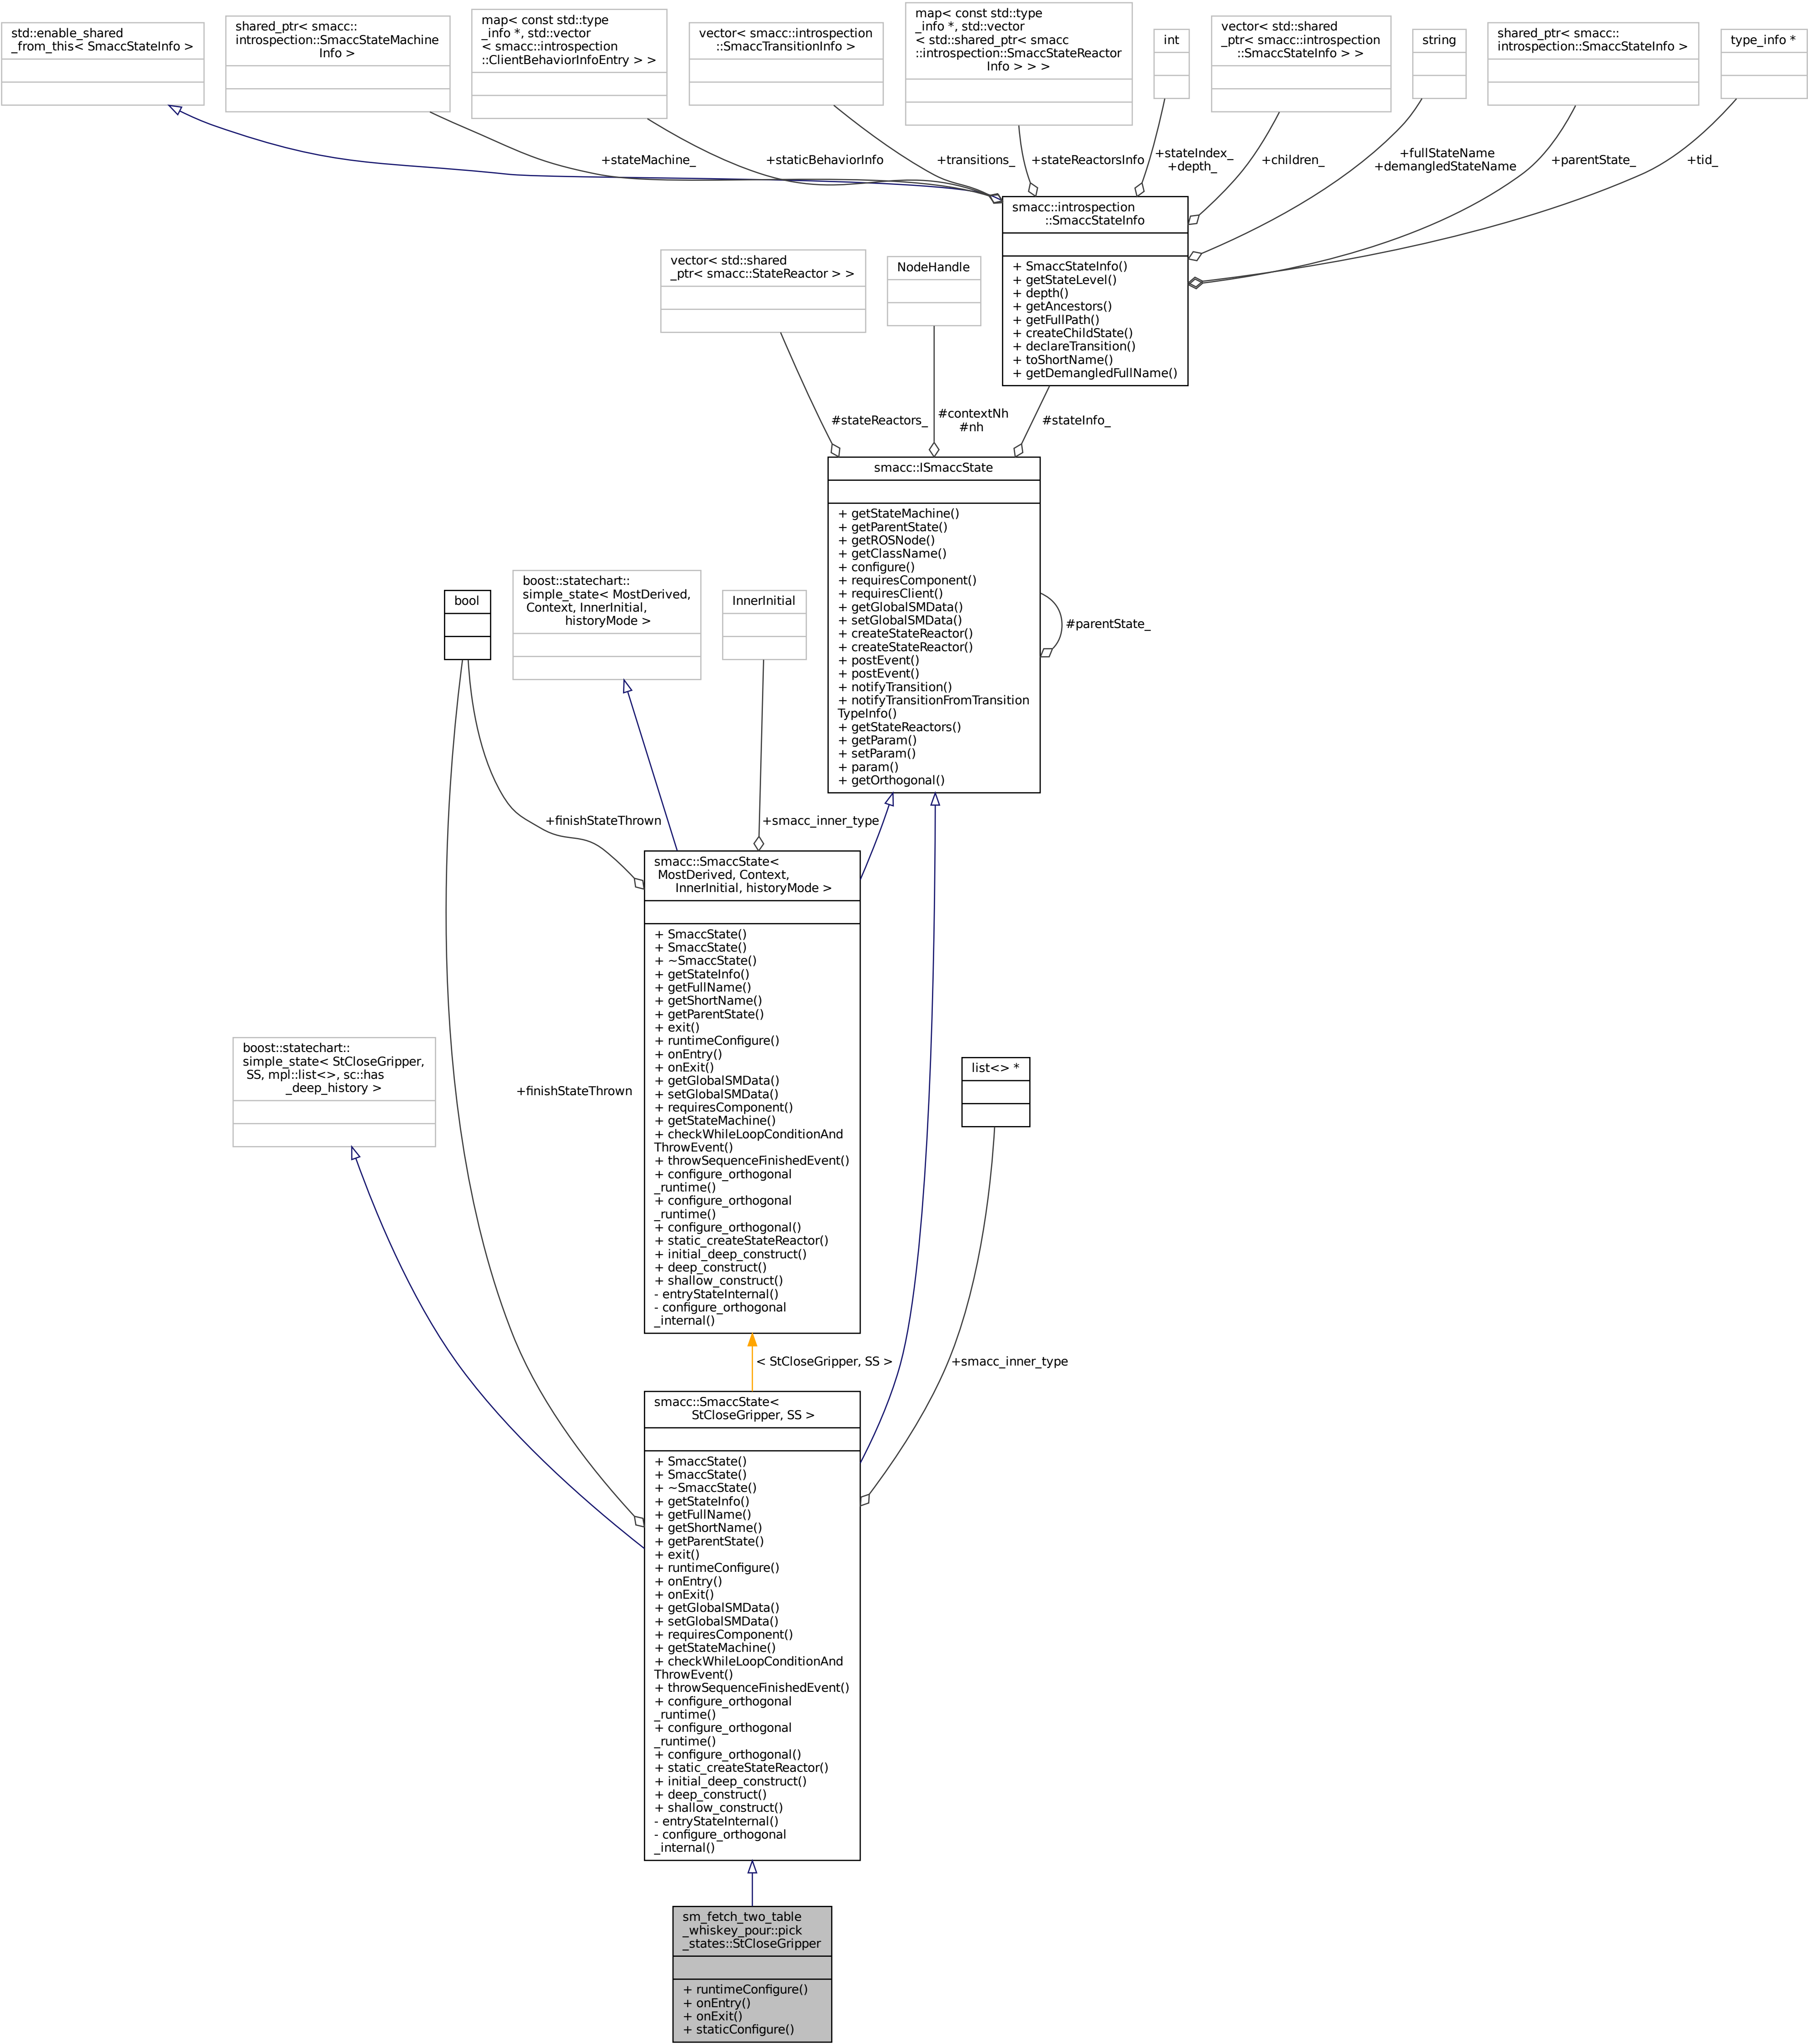 std::enable_shared
_from_this< SmaccStateInfo >
shared_ptr< smacc::
introspection::SmaccStateMachine
Info >
map< const std::type
_info *, std::vector
< smacc::introspection
::ClientBehaviorInfoEntry > >
vector< smacc::introspection
::SmaccTransitionInfo >
map< const std::type
_info *, std::vector
< std::shared_ptr< smacc
::introspection::SmaccStateReactor
Info > > >
int
vector< std::shared
_ptr< smacc::introspection
::SmaccStateInfo > >
string
shared_ptr< smacc::
introspection::SmaccStateInfo >
type_info *
+stateMachine_
+staticBehaviorInfo
+transitions_
+stateReactorsInfo
+stateIndex_
+depth_
+children_
+fullStateName
+demangledStateName
+parentState_
+tid_
smacc::introspection
::SmaccStateInfo
+ SmaccStateInfo()
+ getStateLevel()
+ depth()
+ getAncestors()
+ getFullPath()
+ createChildState()
+ declareTransition()
+ toShortName()
+ getDemangledFullName()
vector< std::shared
_ptr< smacc::StateReactor > >
NodeHandle
#stateReactors_
#contextNh
#nh
#stateInfo_
smacc::ISmaccState
+ getStateMachine()
+ getParentState()
+ getROSNode()
+ getClassName()
+ configure()
+ requiresComponent()
+ requiresClient()
+ getGlobalSMData()
+ setGlobalSMData()
+ createStateReactor()
+ createStateReactor()
+ postEvent()
+ postEvent()
+ notifyTransition()
+ notifyTransitionFromTransition
TypeInfo()
+ getStateReactors()
+ getParam()
+ setParam()
+ param()
+ getOrthogonal()
#parentState_
bool
boost::statechart::
simple_state< MostDerived,
Context, InnerInitial,
historyMode >
InnerInitial
+finishStateThrown
+smacc_inner_type
smacc::SmaccState<
MostDerived, Context,
InnerInitial, historyMode >
+ SmaccState()
+ SmaccState()
+ ~SmaccState()
+ getStateInfo()
+ getFullName()
+ getShortName()
+ getParentState()
+ exit()
+ runtimeConfigure()
+ onEntry()
+ onExit()
+ getGlobalSMData()
+ setGlobalSMData()
+ requiresComponent()
+ getStateMachine()
+ checkWhileLoopConditionAnd
ThrowEvent()
+ throwSequenceFinishedEvent()
+ configure_orthogonal
_runtime()
+ configure_orthogonal
_runtime()
+ configure_orthogonal()
+ static_createStateReactor()
+ initial_deep_construct()
+ deep_construct()
+ shallow_construct()
- entryStateInternal()
- configure_orthogonal
_internal()
boost::statechart::
simple_state< StCloseGripper,
SS, mpl::list<>, sc::has
_deep_history >
+finishStateThrown
list<> *
< StCloseGripper, SS >
+smacc_inner_type
smacc::SmaccState<
StCloseGripper, SS >
+ SmaccState()
+ SmaccState()
+ ~SmaccState()
+ getStateInfo()
+ getFullName()
+ getShortName()
+ getParentState()
+ exit()
+ runtimeConfigure()
+ onEntry()
+ onExit()
+ getGlobalSMData()
+ setGlobalSMData()
+ requiresComponent()
+ getStateMachine()
+ checkWhileLoopConditionAnd
ThrowEvent()
+ throwSequenceFinishedEvent()
+ configure_orthogonal
_runtime()
+ configure_orthogonal
_runtime()
+ configure_orthogonal()
+ static_createStateReactor()
+ initial_deep_construct()
+ deep_construct()
+ shallow_construct()
- entryStateInternal()
- configure_orthogonal
_internal()
sm_fetch_two_table
_whiskey_pour::pick
_states::StCloseGripper
+ runtimeConfigure()
+ onEntry()
+ onExit()
+ staticConfigure()